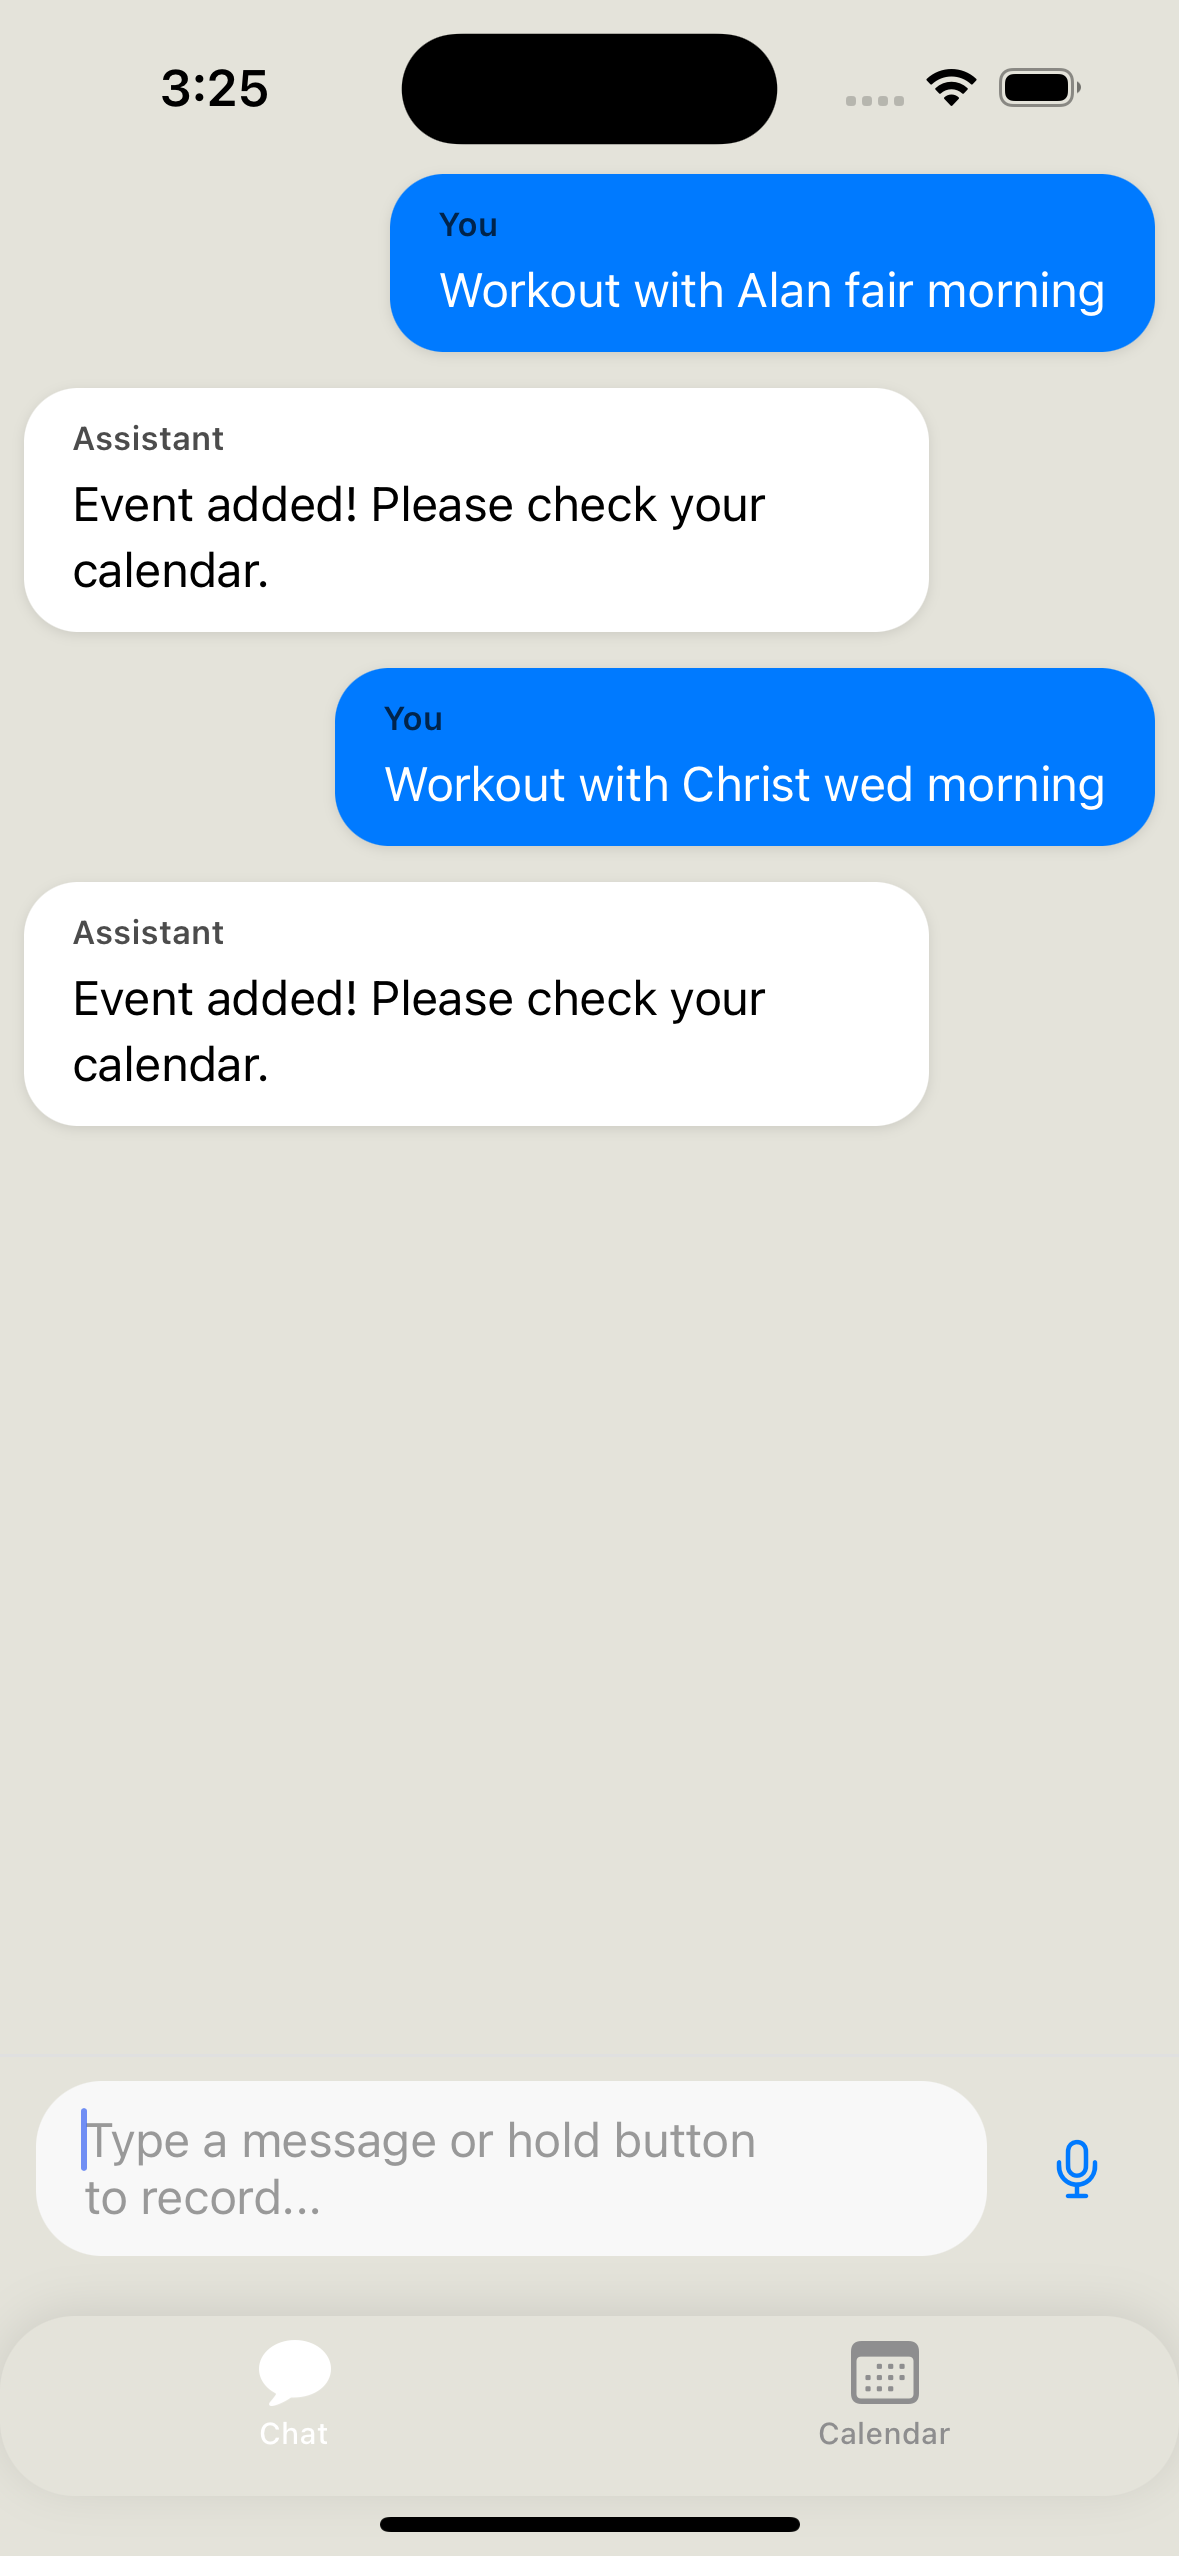 3:25
You
Workout with Alan fair morning
Assistant
Event added! Please check your
calendar.
You
Workout with Christ wed morning
Assistant
Event added! Please check your
calendar.
Type a message or hold button
to record...
Chat
Calendar